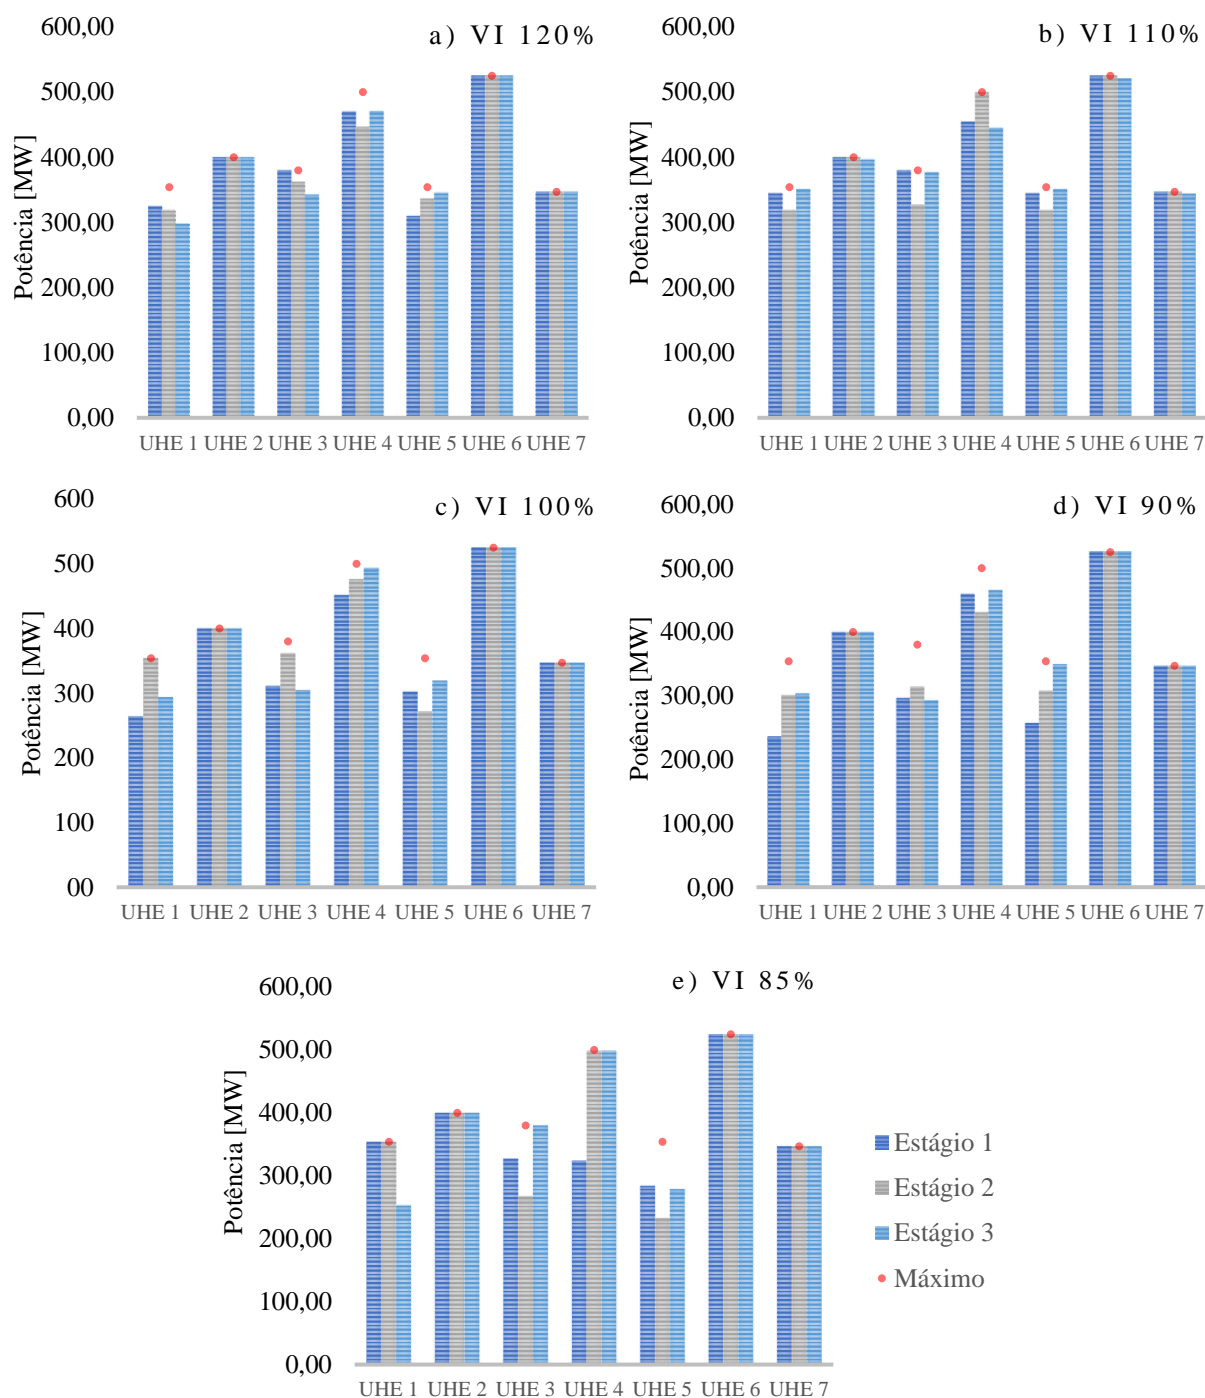 a) VI 120%
Potência [MW]
600,00
500,00
400,00
300,00
200,00
100,00
0,00
UHE 1 UHE 2 UHE 3 UHE 4 UHE 5 UHE 6 UHE 7
b) VI 110%
Potência [MW]
600,00
500,00
400,00
300,00
200,00
100,00
0,00
UHE 1 UHE 2 UHE 3 UHE 4 UHE 5 UHE 6 UHE 7
c) VI 100%
Potência [MW]
600
500
400
300
200
100
00
UHE 1 UHE 2 UHE 3 UHE 4 UHE 5 UHE 6 UHE 7
d) VI 90%
Potência [MW]
600,00
500,00
400,00
300,00
200,00
100,00
0,00
UHE 1 UHE 2 UHE 3 UHE 4 UHE 5 UHE 6 UHE 7
e) VI 85%
Potência [MW]
600,00
500,00
400,00
300,00
200,00
100,00
0,00
UHE 1 UHE 2 UHE 3 UHE 4 UHE 5 UHE 6 UHE 7
Estágio 1
Estágio 2
Estágio 3
Máximo